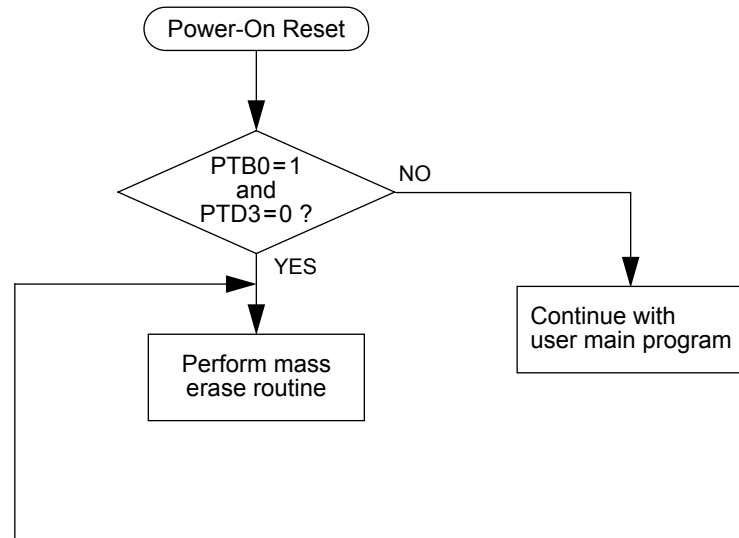 Power-On Reset
PTB0=1
and
PTD3=0 ?
NO
YES
Continue with
user main program
Perform mass
erase routine